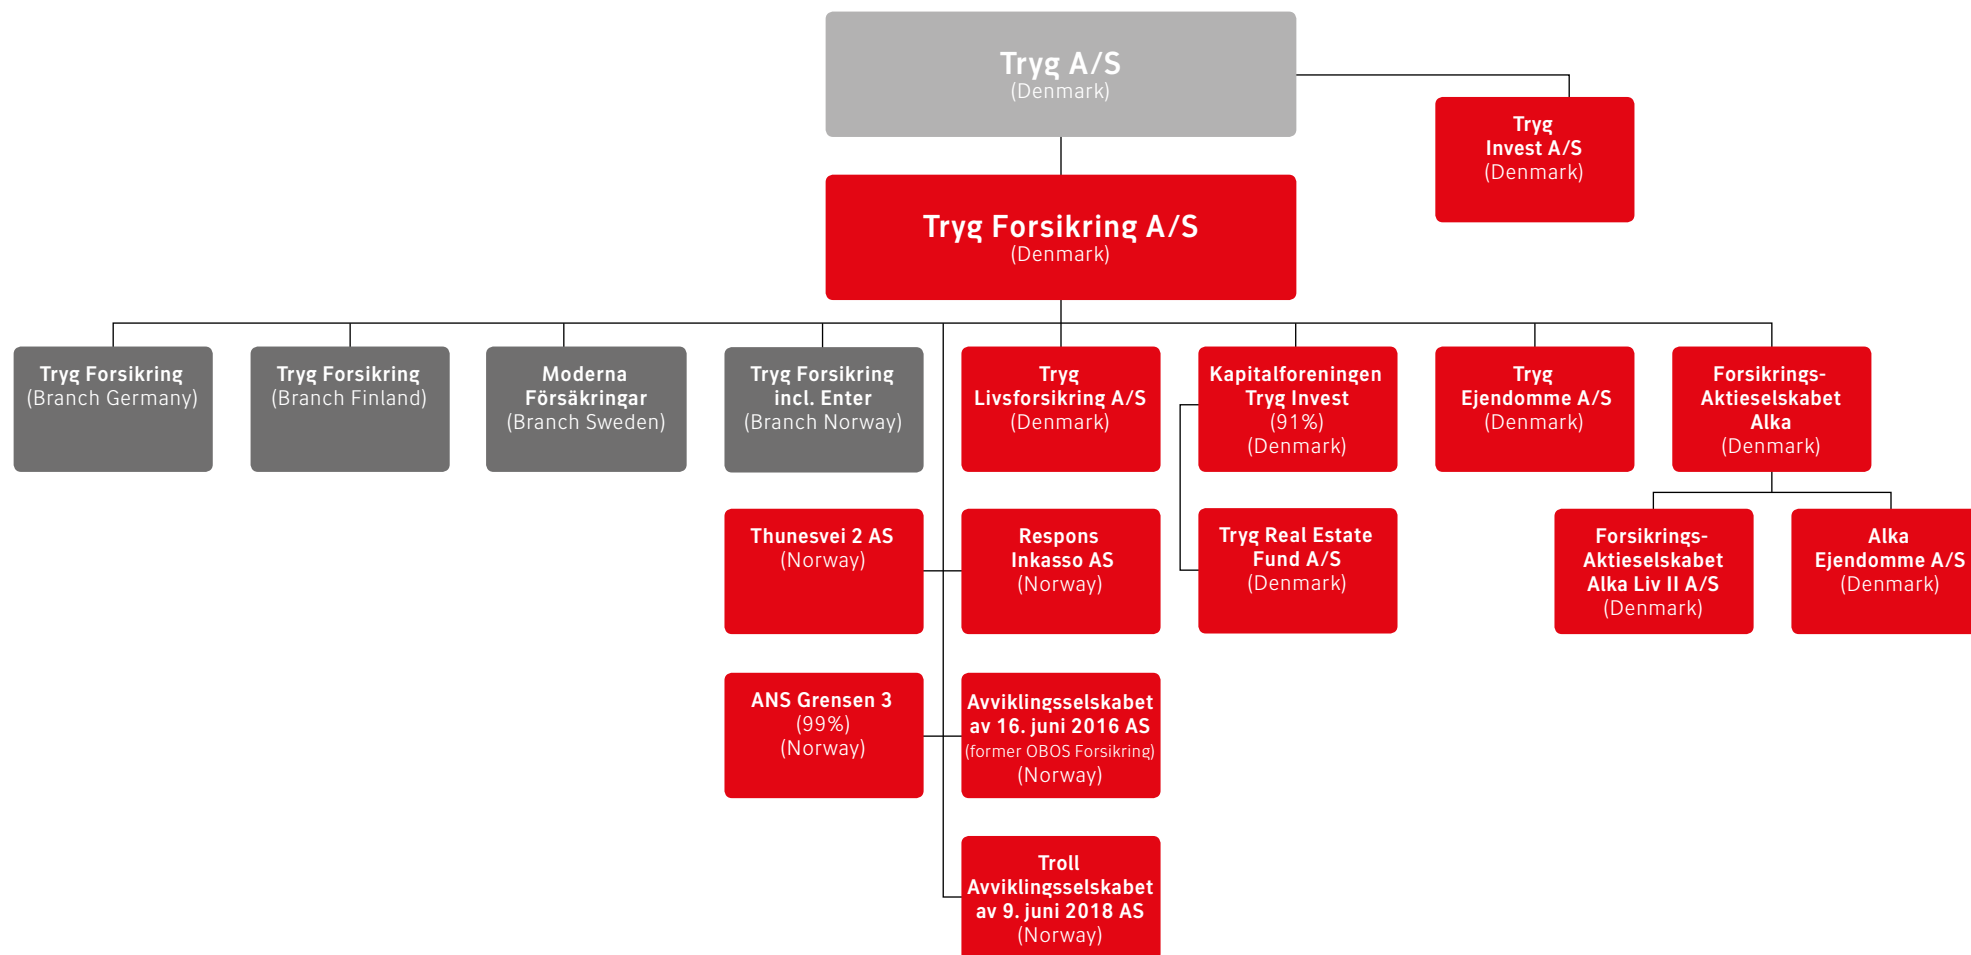 Tryg A/S
(Denmark)
Tryg
Invest A/S
(Denmark)
Tryg Forsikring A/S
(Denmark)
Tryg Forsikring
(Branch Germany)
Tryg Forsikring
(Branch Finland)
Moderna
Försäkringar
(Branch Sweden)
Tryg Forsikring
incl. Enter
(Branch Norway)
Tryg
Livsforsikring A/S
(Denmark)
Kapitalforeningen
Tryg Invest
(91%)
(Denmark)
Tryg
Ejendomme A/S
(Denmark)
Forsikrings-
Aktieselskabet
Alka
(Denmark)
Thunesvei 2 AS
(Norway)
Respons
Inkasso AS
(Norway)
Tryg Real Estate
Fund A/S
(Denmark)
Forsikrings-
Aktieselskabet
Alka Liv II A/S
(Denmark)
Alka
Ejendomme A/S
(Denmark)
ANS Grensen 3
(99%)
(Norway)
Avviklingsselskabet
av 16. juni 2016 AS
(former OBOS Forsikring)
(Norway)
Troll
Avviklingsselskabet
av 9. juni 2018 AS
(Norway)